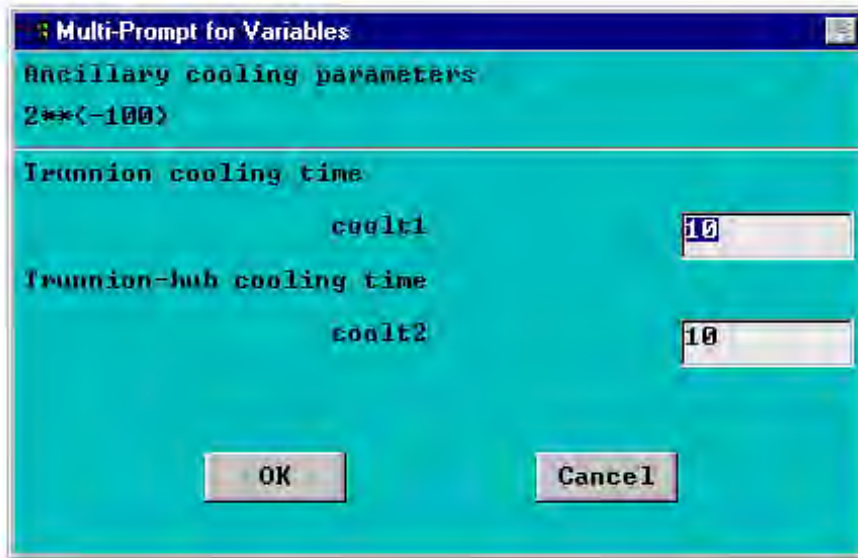 Multi-Prompt for Variables
Ancillary cooling parameters
2**(-100)
Trunnion cooling time
coolt1 10
Trunnion-hub cooling time
coolt2 10
OK Cancel